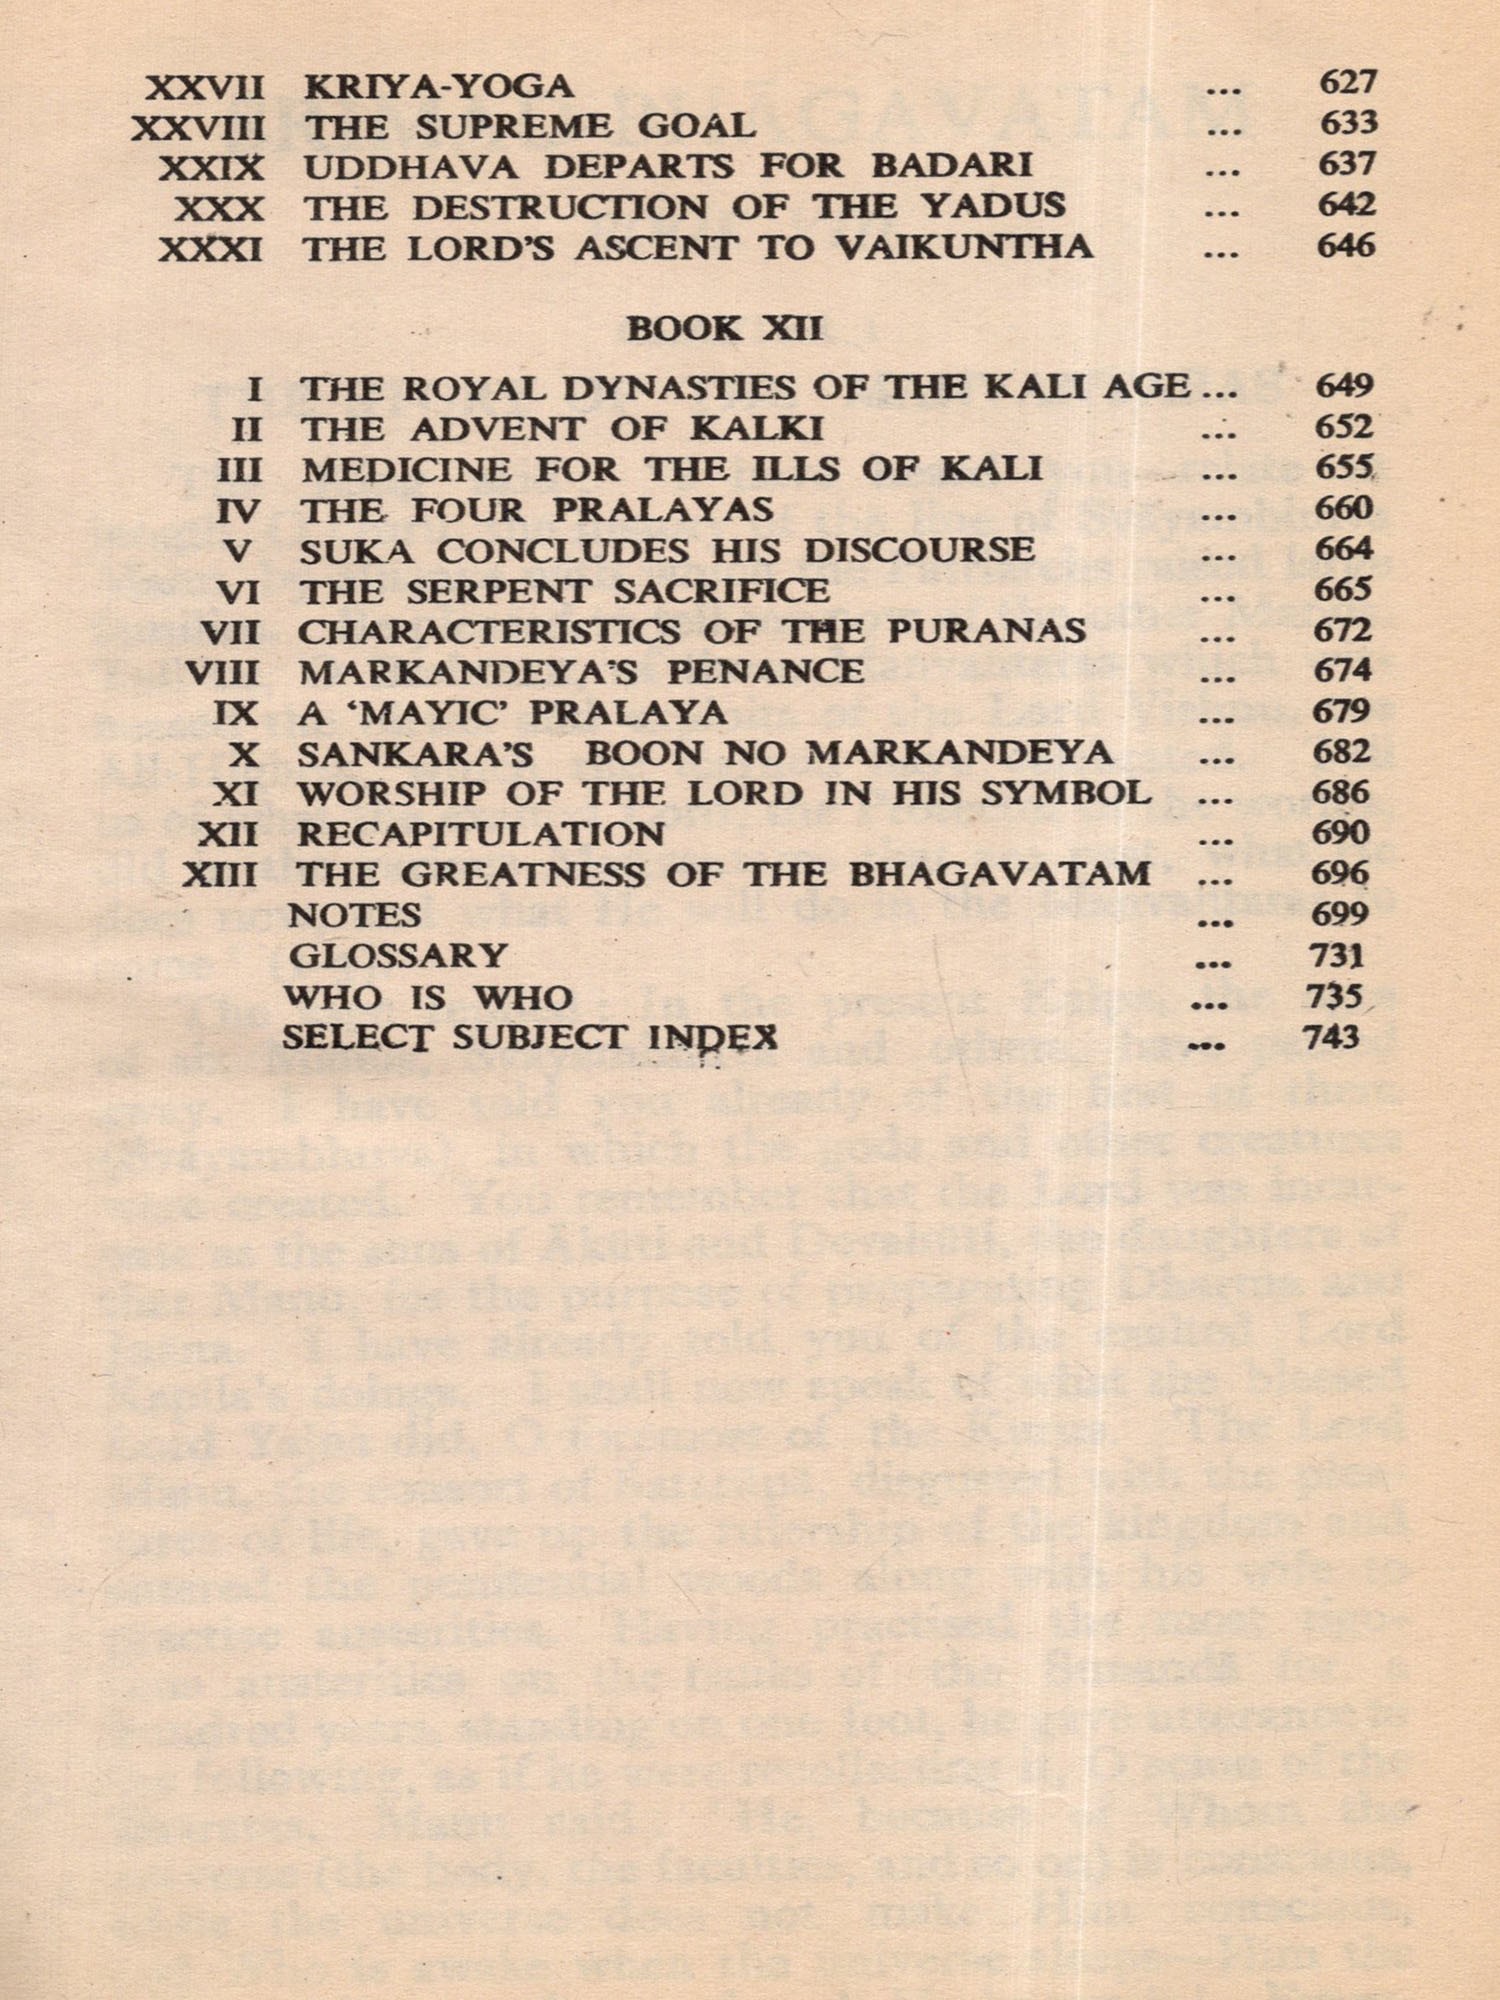 XXVII KRIYA-YOGA ... 627
XXVIII THE SUPREME GOAL ... 633
XXIX UDDHAVA DEPARTS FOR BADARI ... 637
XXX THE DESTRUCTION OF THE YADUS ... 642
XXXI THE LORD'S ASCENT TO VAIKUNTHA ... 646
BOOK XII
I THE ROYAL DYNASTIES OF THE KALI AGE ... 649
II THE ADVENT OF KALKI ... 652
III MEDICINE FOR THE ILLS OF KALI ... 655
IV THE FOUR PRALAYAS ... 660
V SUKA CONCLUDES HIS DISCOURSE ... 664
VI THE SERPENT SACRIFICE ... 665
VII CHARACTERISTICS OF THE PURANAS ... 672
VIII MARKANDEYA'S PENANCE ... 674
IX A ‘MAYIC’ PRALAYA ... 679
X SANKARA'S BOON NO MARKANDEYA ... 682
XI WORSHIP OF THE LORD IN HIS SYMBOL ... 686
XII RECAPITULATION ... 690
XIII THE GREATNESS OF THE BHAGAVATAM ... 696
NOTES ... 699
GLOSSARY ... 731
WHO IS WHO ... 735
SELECT SUBJECT INDEX ... 743